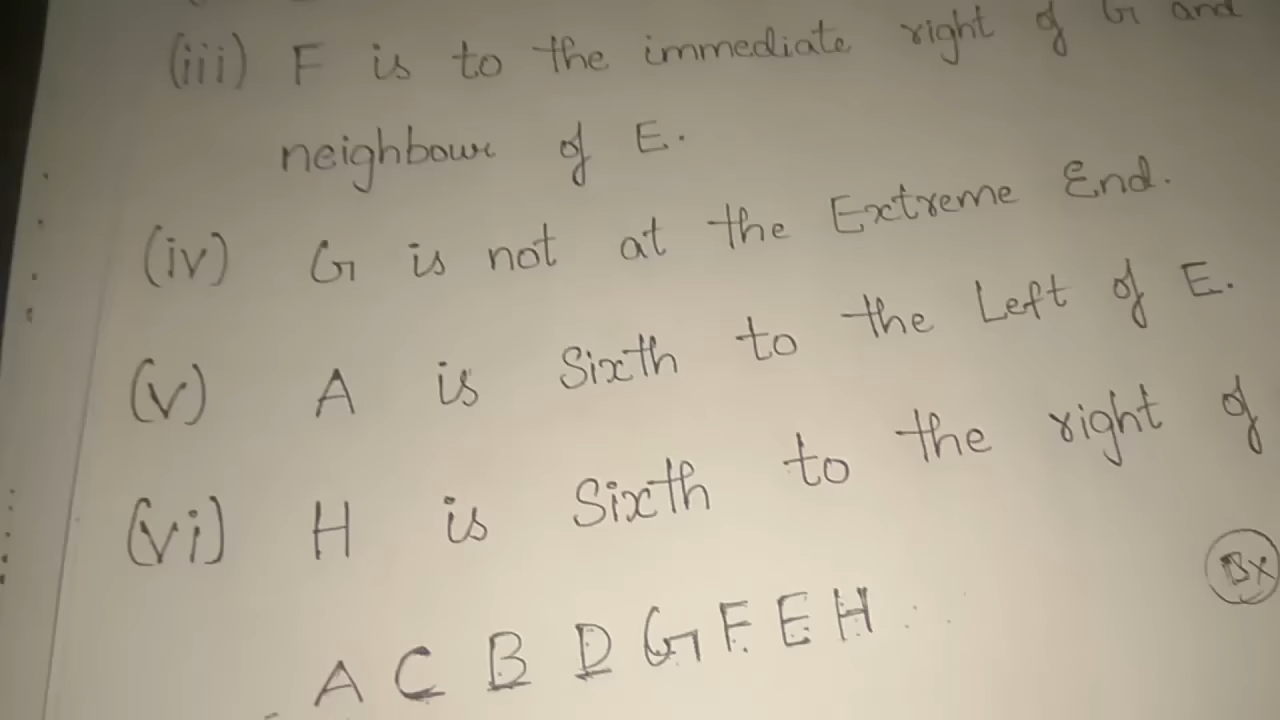 (iii) F is to the immediate right of G and
neighbour of E.
(iv) G is not at the Extreme End.
(v) A is Sixth to the Left of E.
(vi) H is Sixth to the right of
A C B D G F E H